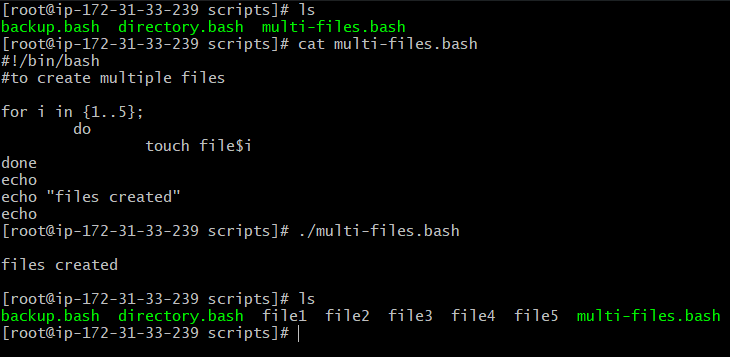 [root@ip-172-31-33-239 scripts]# ls
backup.bash  directory.bash  multi-files.bash
[root@ip-172-31-33-239 scripts]# cat multi-files.bash
#!/bin/bash
#to create multiple files

for i in {1..5};
        do
                touch file$i
done
echo
echo "files created"
echo
[root@ip-172-31-33-239 scripts]# ./multi-files.bash

files created

[root@ip-172-31-33-239 scripts]# ls
backup.bash  directory.bash  file1  file2  file3  file4  file5  multi-files.bash
[root@ip-172-31-33-239 scripts]#